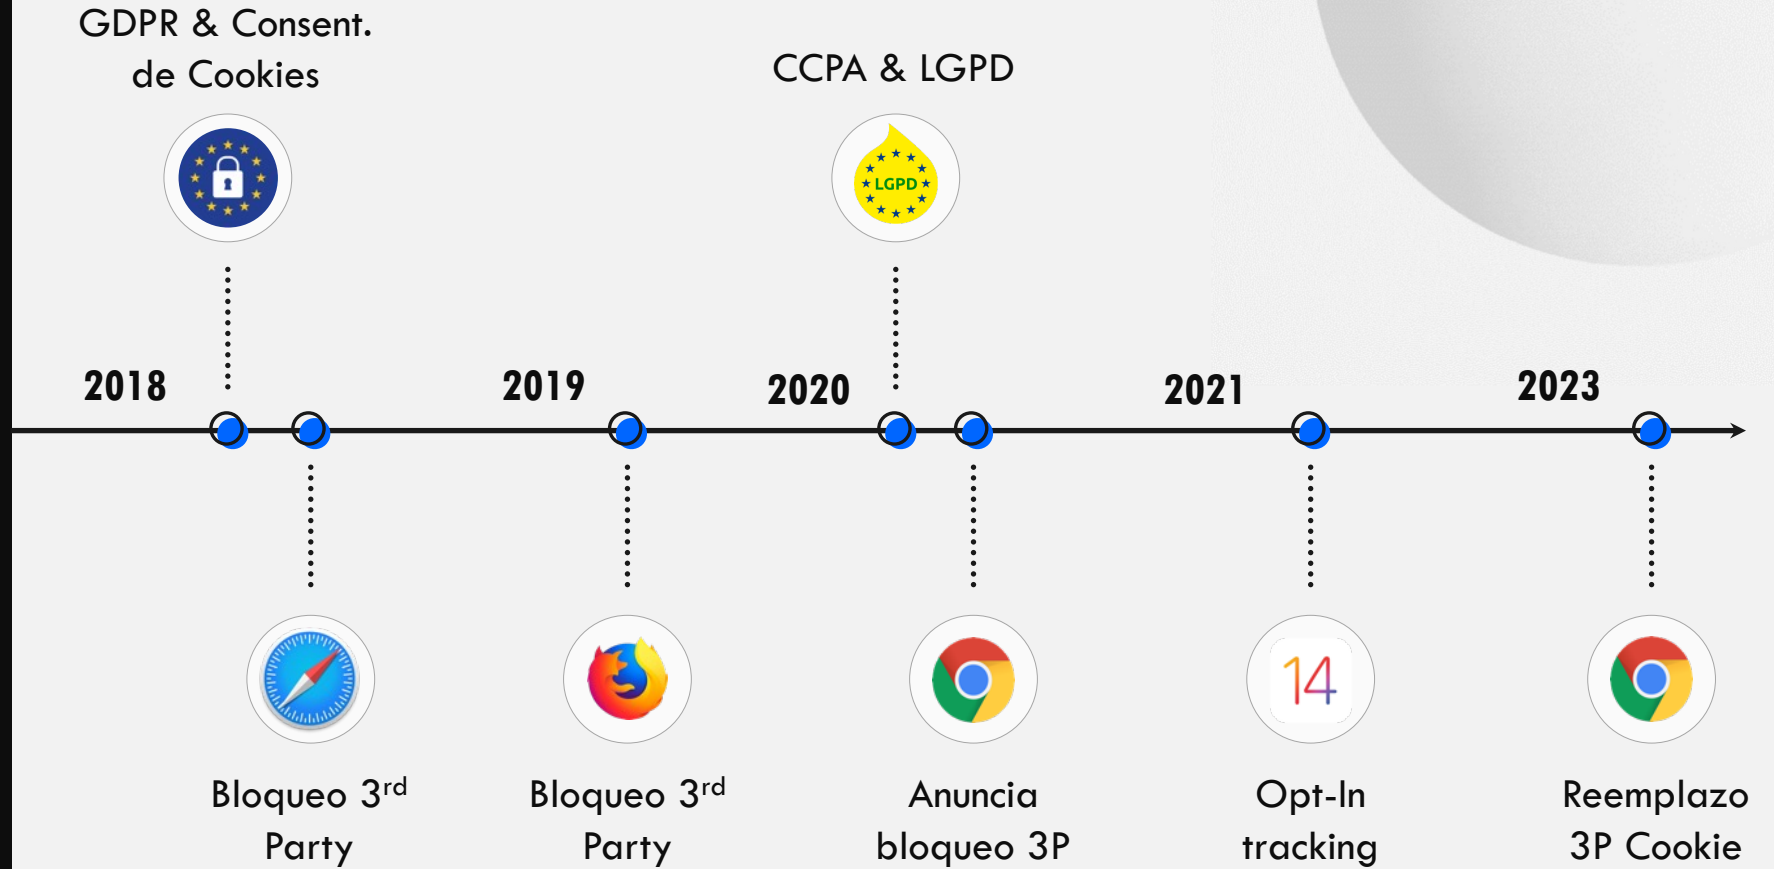 GDPR & Consent.
de Cookies
CCPA & LGPD
LGPD
2018
2019
2020
2021
2023
14
Bloqueo 3rd
Party
Bloqueo 3rd
Party
Anuncia
bloqueo 3P
Opt-In
tracking
Reemplazo
3P Cookie